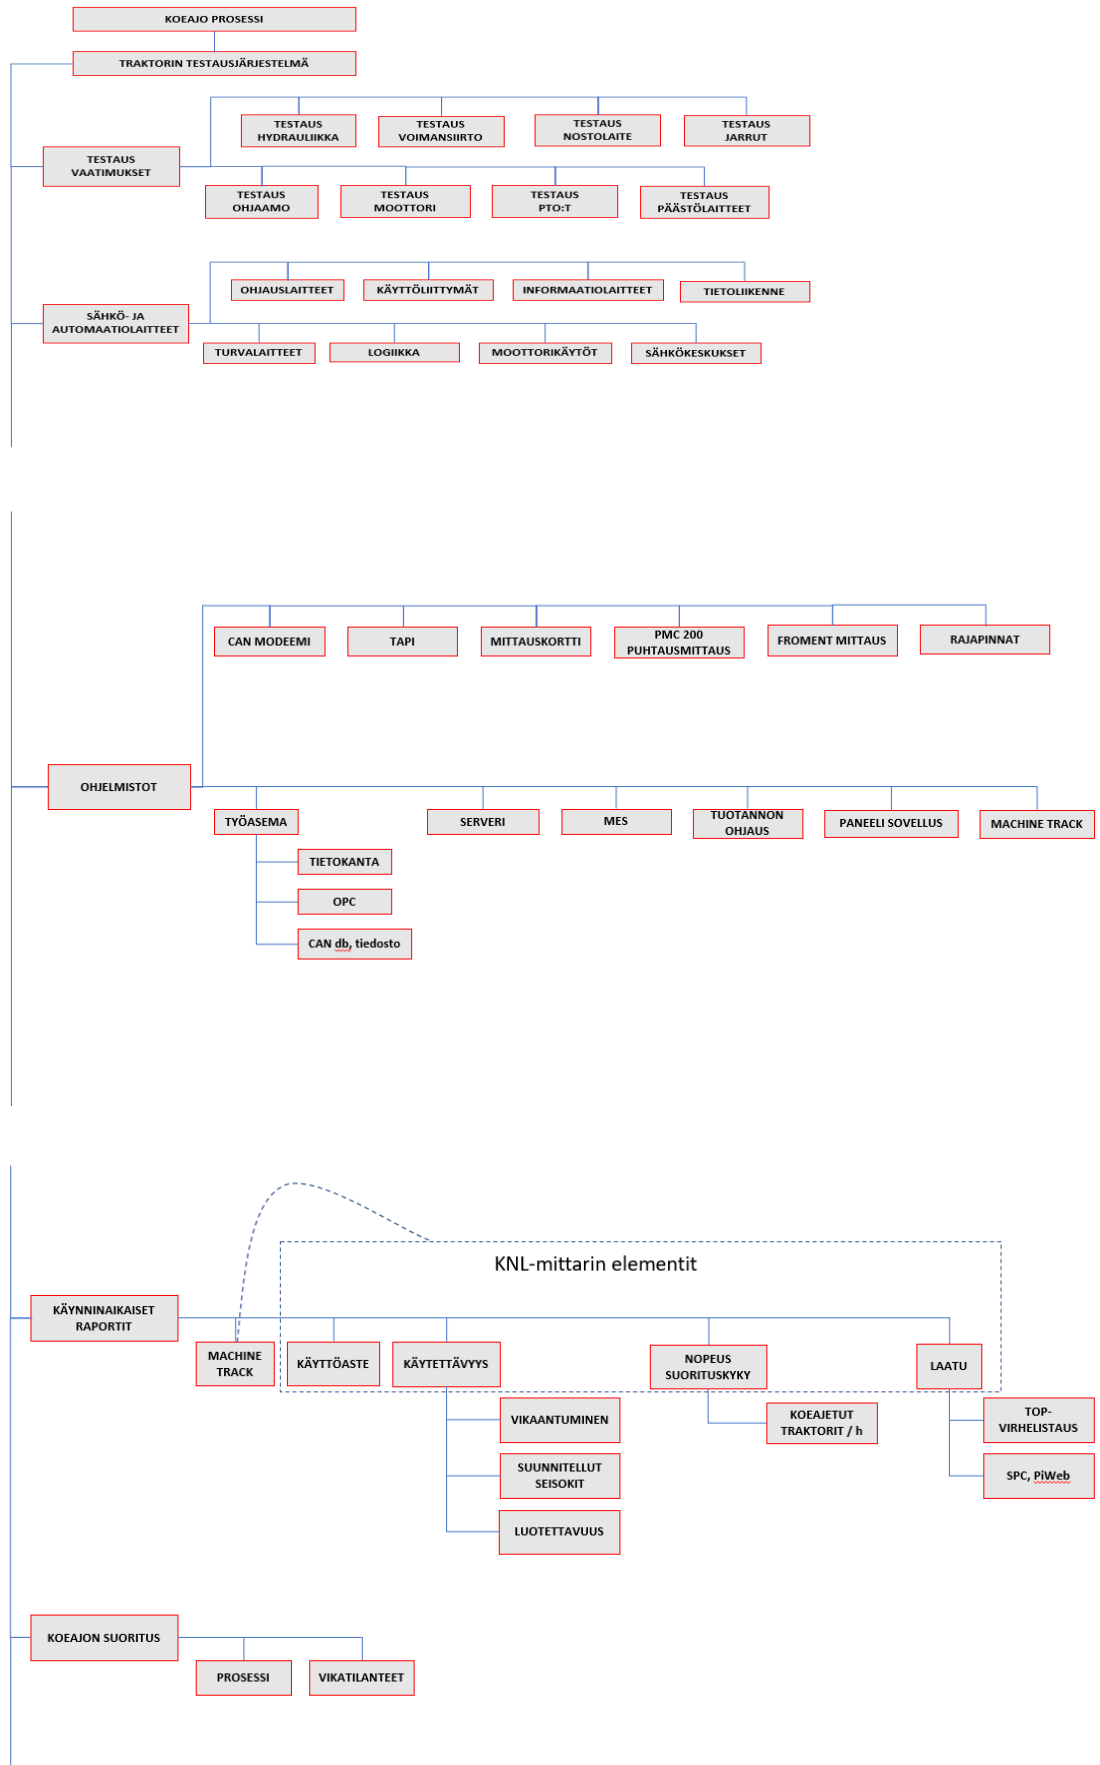 KOEAJO PROSESSI
TRAKTORIN TESTAUSJÄRJESTELMÄ
TESTAUS
HYDRAULIIKKA
TESTAUS
VOIMANSIIRTO
TESTAUS
NOSTOLAITE
TESTAUS
JARRUT
TESTAUS
VAATIMUKSET
TESTAUS
OHJAAMO
TESTAUS
MOOTTORI
TESTAUS
PTO:T
TESTAUS
PÄÄSTÖLAITTEET
OHJAUSLAITTEET
KÄYTTÖLIITTYMÄT
INFORMAATIOLAITTEET
TIETOLIIKENNE
SÄHKÖ- JA
AUTOMAATIOLAITTEET
TURVALAITTEET
LOGIIKKA
MOOTTORIKÄYTÖT
SÄHKÖKESKUKSET
CAN MODEEMI
TAPI
MITTAUSKORTTI
PMC 200
PUHTAUSMITTAUS
FROMENT MITTAUS
RAJAPINNAT
OHJELMISTOT
TYÖASEMA
SERVERI
MES
TUOTANNON
OHJAUS
PANEELI SOVELLUS
MACHINE TRACK
TIETOKANTA
OPC
CAN db, tiedosto
KNL-mittarin elementit
KÄYNNINAIKAISET
RAPORTIT
MACHINE
TRACK
KÄYTTÖASTE
KÄYTETTÄVYYS
NOPEUS
SUORITUSKYKY
LAATU
VIKAANTUMINEN
KOEAJETUT
TRAKTORIT / h
TOP-
VIRHELISTAUS
SUUNNITELLUT
SEISOKIT
SPC, PiWeb
LUOTETTAVUUS
KOEAJON SUORITUS
PROSESSI
VIKATILANTEET